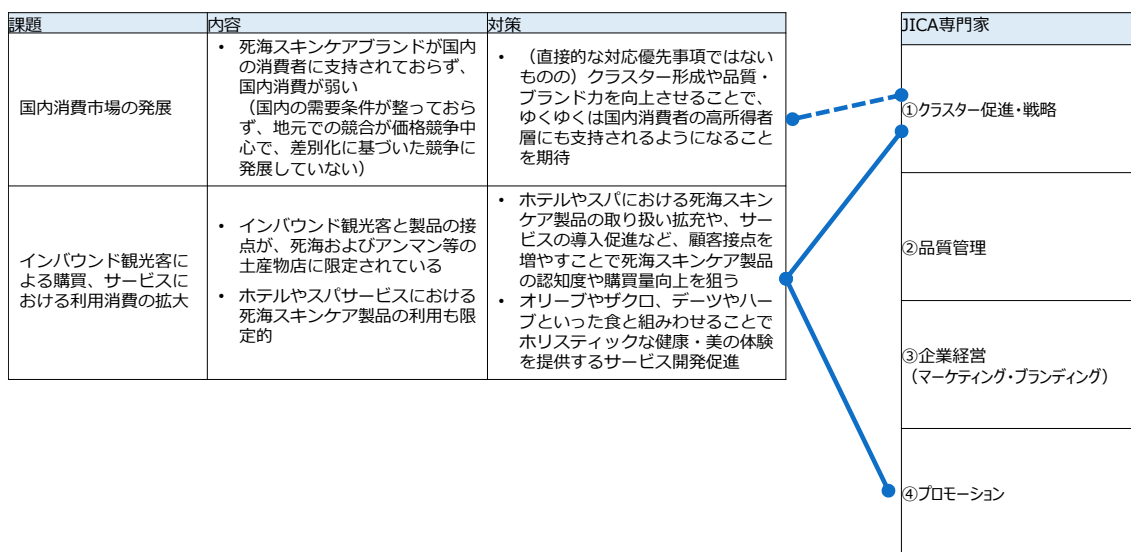 課題 内容 対策
国内消費市場の発展
• 死海スキンケアブランドが国内
の消費者に支持されておらず、
国内消費が弱い
（国内の需要条件が整っておら
ず、地元での競合が価格競争中
心で、差別化に基づいた競争に
発展していない）
• （直接的な対応優先事項ではない
ものの）クラスター形成や品質・
ブランド力を向上させることで、
ゆくゆくは国内消費者の高所得者
層にも支持されるようになること
を期待
インバウンド観光客に
よる購買、サービスに
おける利用消費の拡大
• インバウンド観光客と製品の接
点が、死海およびアンマン等の
土産物店に限定されている
• ホテルやスパサービスにおける
死海スキンケア製品の利用も限
定的
• ホテルやスパにおける死海スキン
ケア製品の取り扱い拡充や、サー
ビスの導入促進など、顧客接点を
増やすことで死海スキンケア製品
の認知度や購買量向上を狙う
• オリーブやザクロ、デーツやハー
ブといった食と組みわせることで
ホリスティックな健康・美の体験
を提供するサービス開発促進
JICA専門家
①クラスター促進・戦略
②品質管理
③企業経営
（マーケティング・ブランディング）
④プロモーション